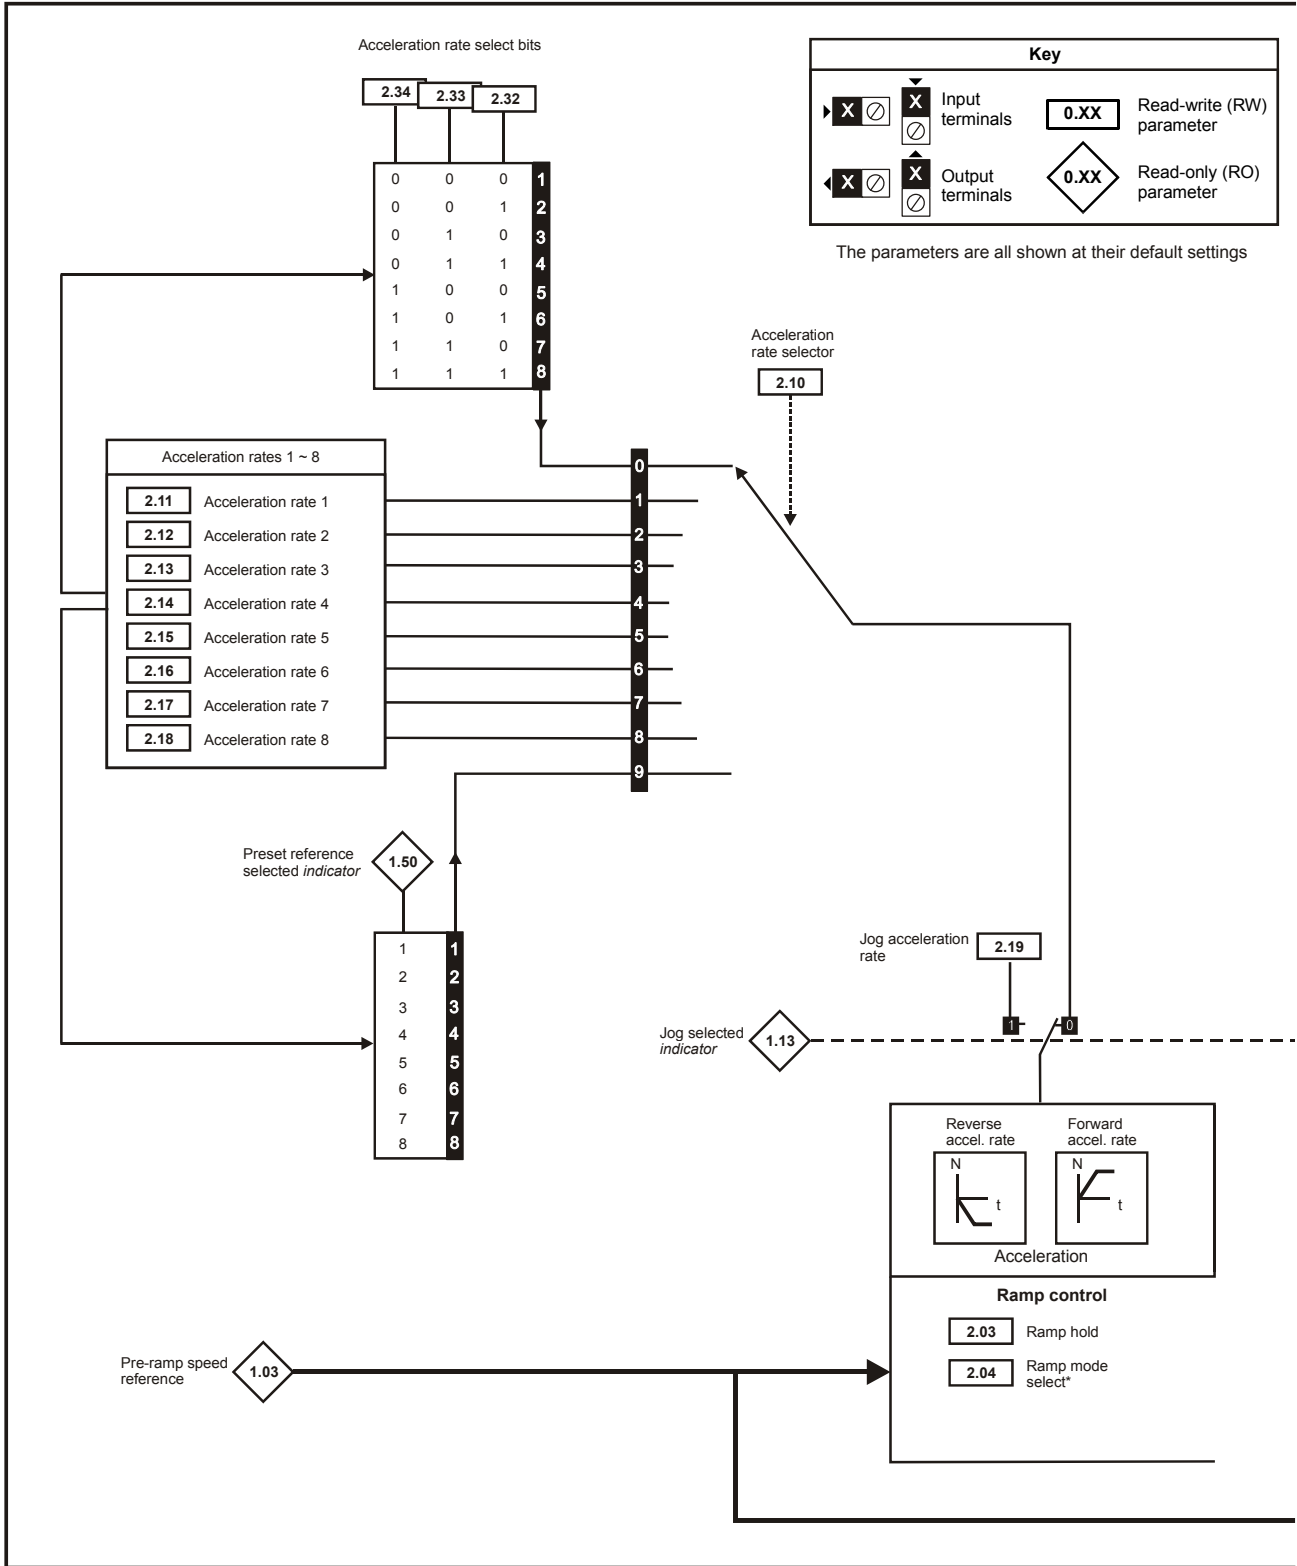 Acceleration rate select bits
2.34 2.33 2.32
0 0 0 1
0 0 1 2
0 1 0 3
0 1 1 4
1 0 0 5
1 0 1 6
1 1 0 7
1 1 1 8
Key
X
X
Input
terminals
0.XX
Read-write (RW)
parameter
X
X
Output
terminals
0.XX
Read-only (RO)
parameter
The parameters are all shown at their default settings
Acceleration
rate selector
2.10
Acceleration rates 1 ~ 8
2.11 Acceleration rate 1
2.12 Acceleration rate 2
2.13 Acceleration rate 3
2.14 Acceleration rate 4
2.15 Acceleration rate 5
2.16 Acceleration rate 6
2.17 Acceleration rate 7
2.18 Acceleration rate 8
0
1
2
3
4
5
6
7
8
9
Preset reference
selected indicator
1.50
1 1
2 2
3 3
4 4
5 5
6 6
7 7
8 8
Jog acceleration
rate
2.19
1 0
Jog selected
indicator
1.13
Reverse
accel. rate
N
t
Forward
accel. rate
N
t
Acceleration
Ramp control
2.03 Ramp hold
2.04 Ramp mode
select*
Pre-ramp speed
reference
1.03